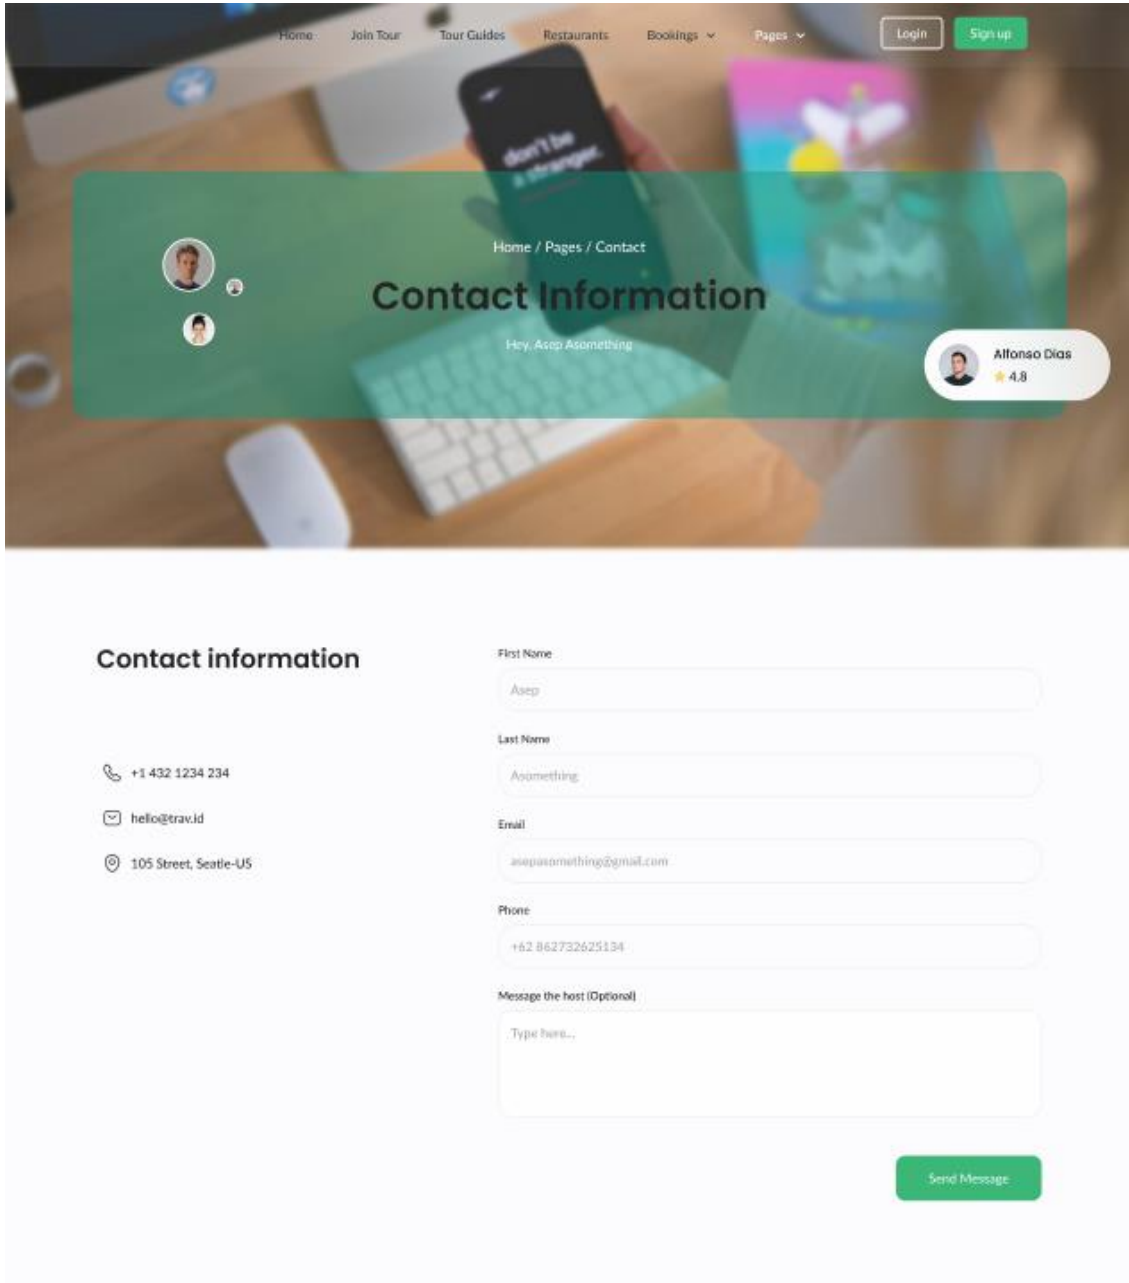 Home Join Tour Tour Guides Restaurants Bookings Pages Login Sign up
don't be
a stranger.
Home / Pages / Contact
Contact Information
Hey, Asep Asomething
Alfonso Dias
4.8
Contact information
+1 432 1234 234
hello@trav.id
105 Street, Seatle-US
First Name
Asep
Last Name
Asomething
Email
asepasomething@gmail.com
Phone
+62 862732625134
Message the host (Optional)
Type here...
Send Message